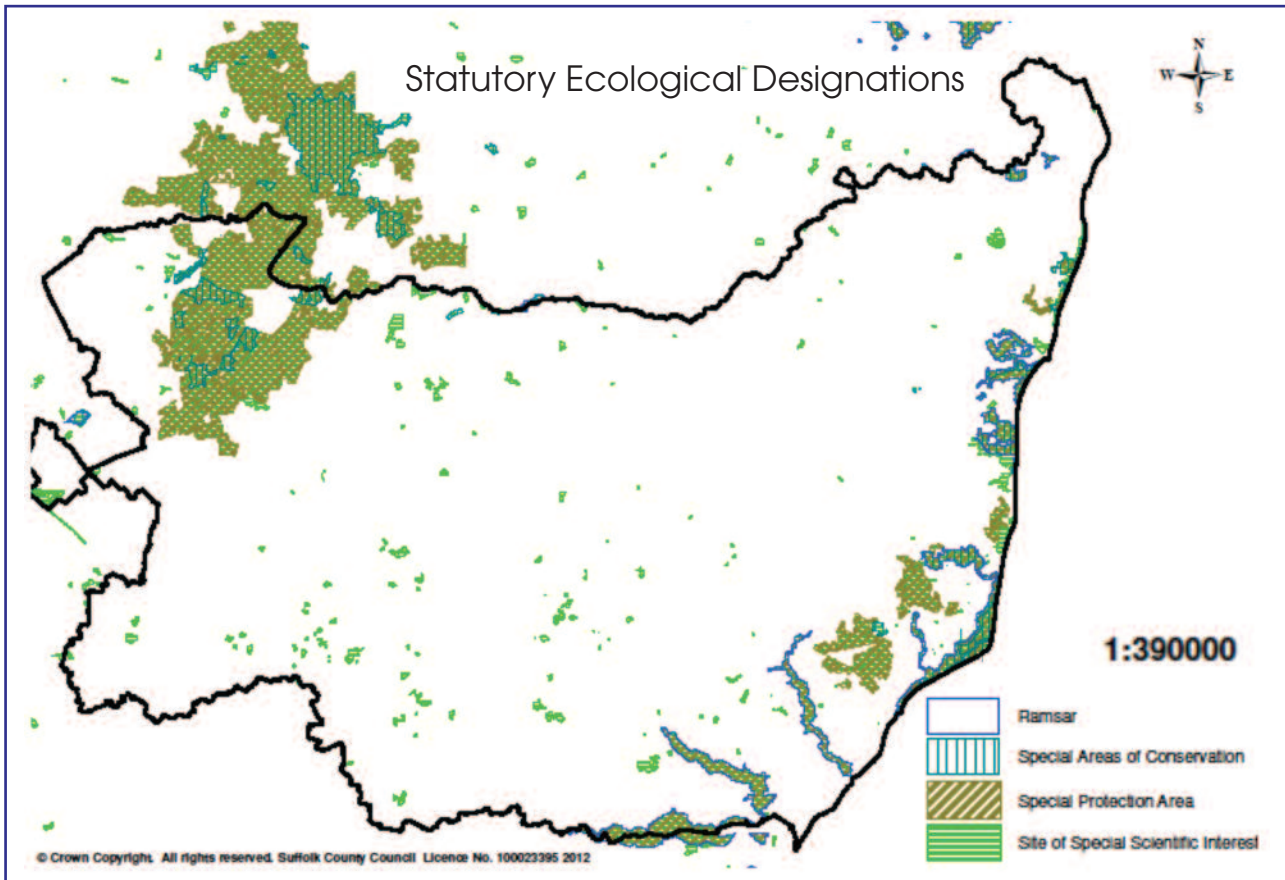 Statutory Ecological Designations
N
W E
S
1:390000
Ramsar
Special Areas of Conservation
Special Protection Area
Site of Special Scientific Interest
© Crown Copyright. All rights reserved. Suffolk County Council Licence No. 100023395 2012